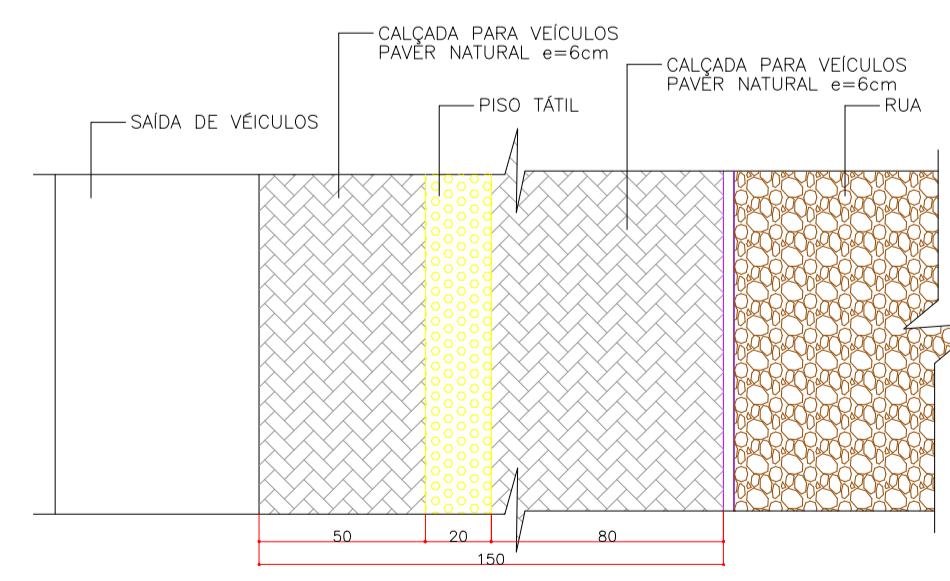 CALÇADA PARA VEÍCULOS
PAVER NATURAL e=6cm
CALÇADA PARA VEÍCULOS
PAVER NATURAL e=6cm
PISO TÁTIL
RUA
SAÍDA DE VÉICULOS
50
20
80
150